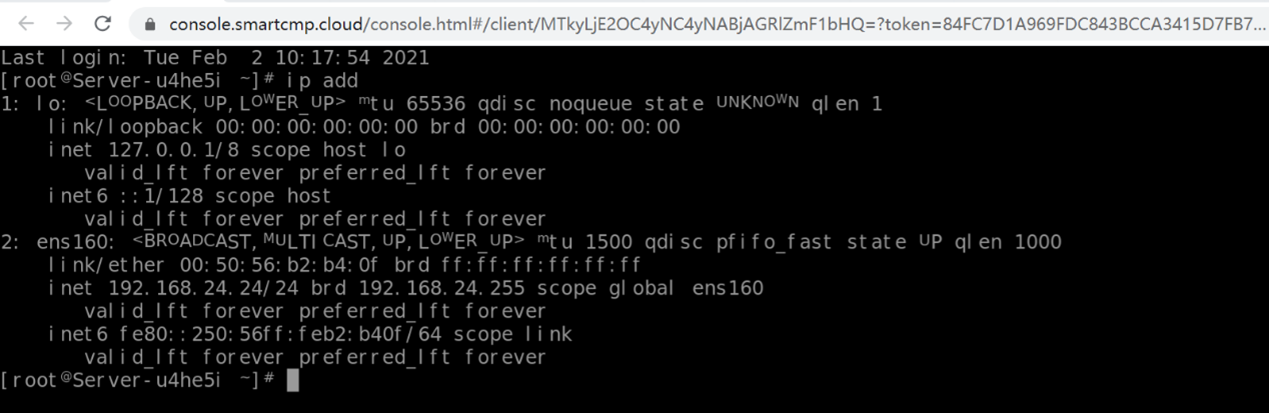 console.smartcmp.cloud/console.html#/client/MTkyLjE2OC4yNC4yNABjAGRlZmF1bHQ=?token=84FC7D1A969FDC843BCCA3415D7FB7...
Last login: Tue Feb  2 10:17:54 2021
[root@Server-u4he5i ~]# ip add
1: lo: <LOOPBACK,UP,LOWER_UP> mtu 65536 qdisc noqueue state UNKNOWN qlen 1
    link/loopback 00:00:00:00:00:00 brd 00:00:00:00:00:00
    inet 127.0.0.1/8 scope host lo
       valid_lft forever preferred_lft forever
    inet6 ::1/128 scope host
       valid_lft forever preferred_lft forever
2: ens160: <BROADCAST,MULTICAST,UP,LOWER_UP> mtu 1500 qdisc pfifo_fast state UP qlen 1000
    link/ether 00:50:56:b2:b4:0f brd ff:ff:ff:ff:ff:ff
    inet 192.168.24.24/24 brd 192.168.24.255 scope global ens160
       valid_lft forever preferred_lft forever
    inet6 fe80::250:56ff:feb2:b40f/64 scope link
       valid_lft forever preferred_lft forever
[root@Server-u4he5i ~]#